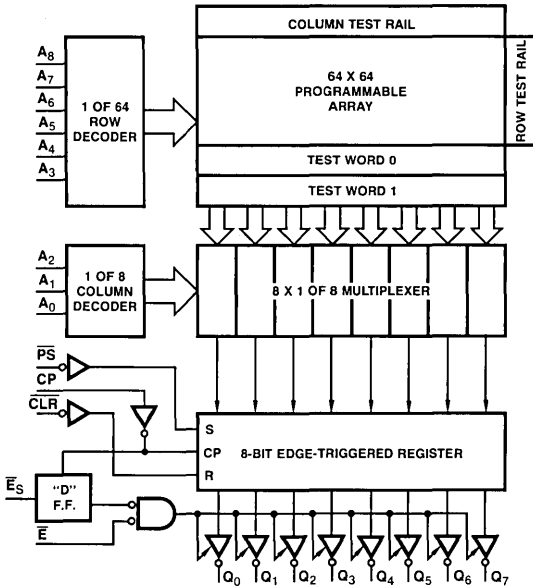 COLUMN TEST RAIL
A8
A7
A6
A5
A4
A3
1 OF 64
ROW
DECODER
64 X 64
PROGRAMMABLE
ARRAY
ROW TEST RAIL
TEST WORD 0
TEST WORD 1
A2
A1
A0
1 OF 8
COLUMN
DECODER
8 X 1 OF 8 MULTIPLEXER
PS
CP
CLR
S
CP
R
8-BIT EDGE-TRIGGERED REGISTER
ES
"D"
F.F.
E
Q0 Q1 Q2 Q3 Q4 Q5 Q6 Q7